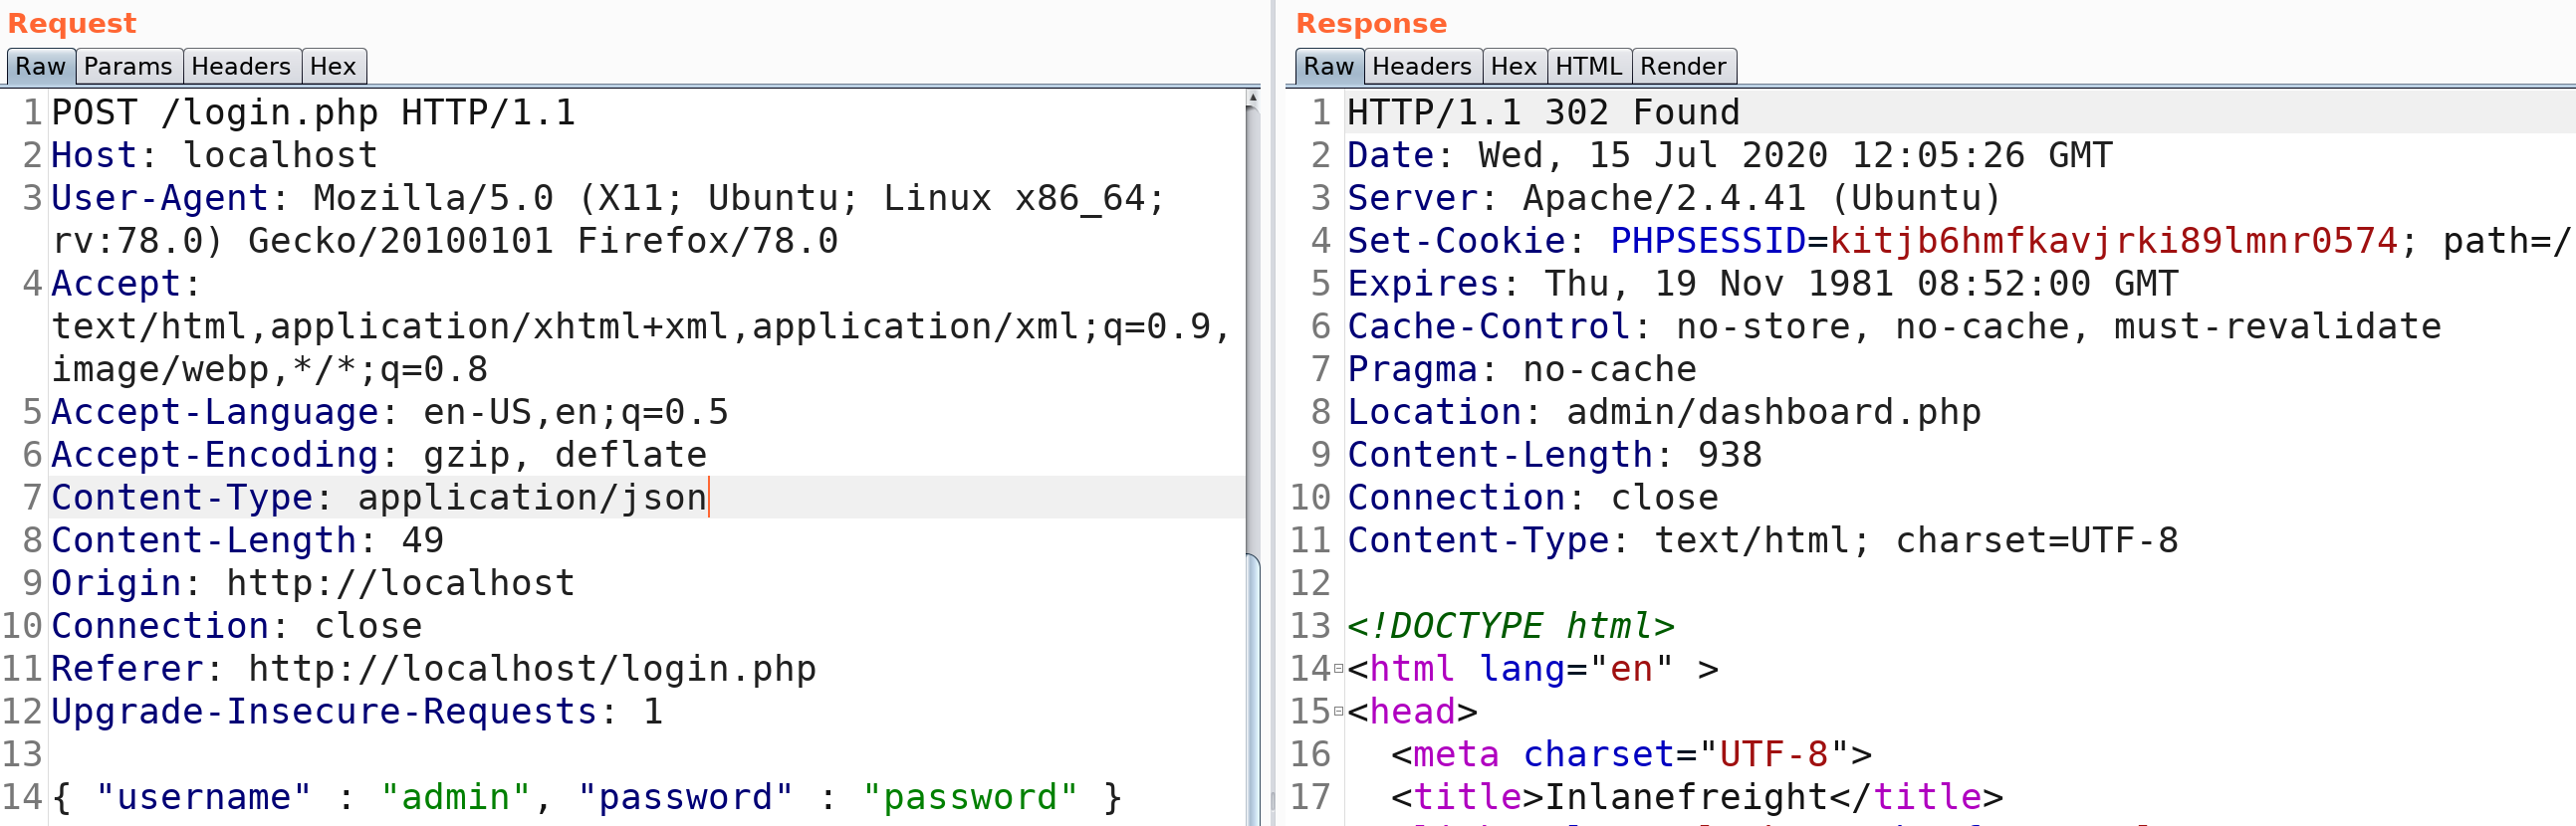 Request
Raw Params Headers Hex
1 POST /login.php HTTP/1.1
2 Host: localhost
3 User-Agent: Mozilla/5.0 (X11; Ubuntu; Linux x86_64;
rv:78.0) Gecko/20100101 Firefox/78.0
4 Accept:
text/html,application/xhtml+xml,application/xml;q=0.9,
image/webp,*/*;q=0.8
5 Accept-Language: en-US,en;q=0.5
6 Accept-Encoding: gzip, deflate
7 Content-Type: application/json
8 Content-Length: 49
9 Origin: http://localhost
10 Connection: close
11 Referer: http://localhost/login.php
12 Upgrade-Insecure-Requests: 1
13
14 { "username" : "admin", "password" : "password" }
Response
Raw Headers Hex HTML Render
1 HTTP/1.1 302 Found
2 Date: Wed, 15 Jul 2020 12:05:26 GMT
3 Server: Apache/2.4.41 (Ubuntu)
4 Set-Cookie: PHPSESSID=kitjb6hmfkavjrki89lmnr0574; path=/
5 Expires: Thu, 19 Nov 1981 08:52:00 GMT
6 Cache-Control: no-store, no-cache, must-revalidate
7 Pragma: no-cache
8 Location: admin/dashboard.php
9 Content-Length: 938
10 Connection: close
11 Content-Type: text/html; charset=UTF-8
12
13 <!DOCTYPE html>
14 <html lang="en" >
15 <head>
16 <meta charset="UTF-8">
17 <title>Inlanefreight</title>